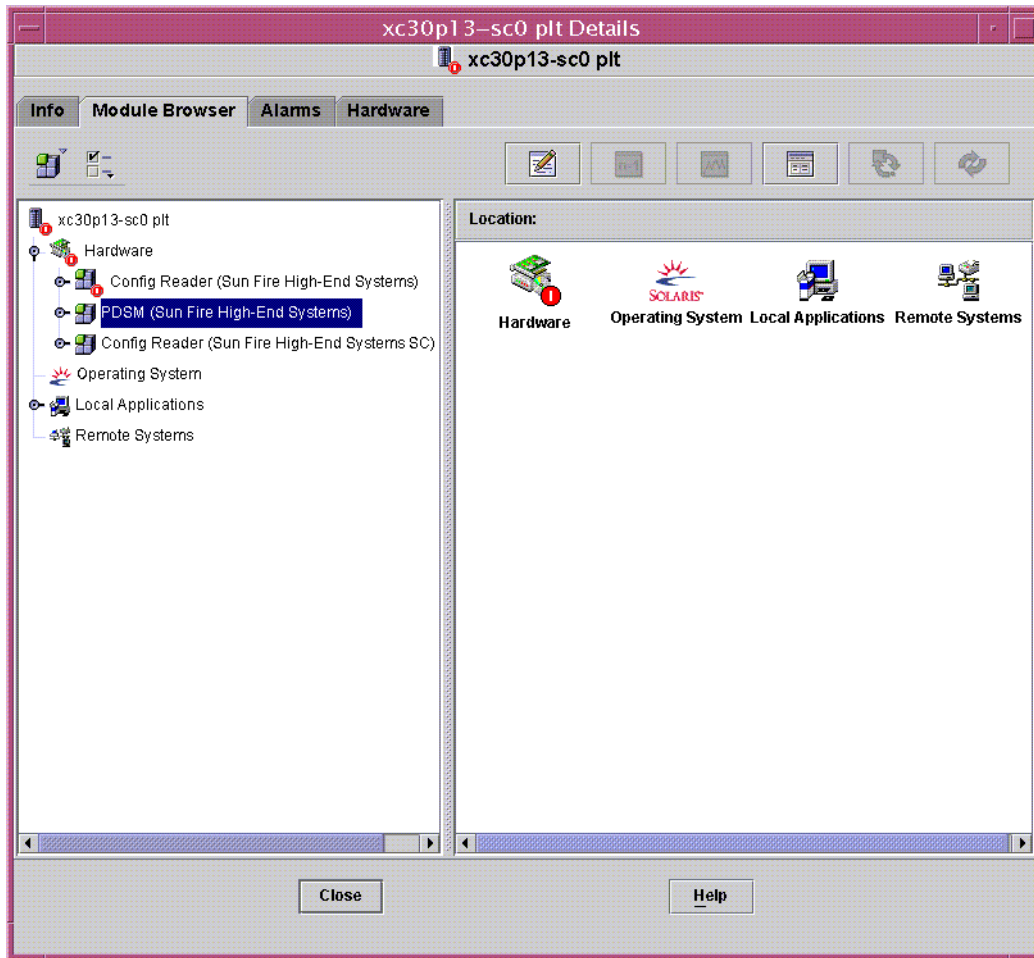 xc30p13-sc0 plt Details
xc30p13-sc0 plt
Info Module Browser Alarms Hardware
xc30p13-sc0 plt
Hardware
Config Reader (Sun Fire High-End Systems)
PDSM (Sun Fire High-End Systems)
Config Reader (Sun Fire High-End Systems SC)
Operating System
Local Applications
Remote Systems
Location:
SOLARIS
Hardware Operating System Local Applications Remote Systems
Close Help